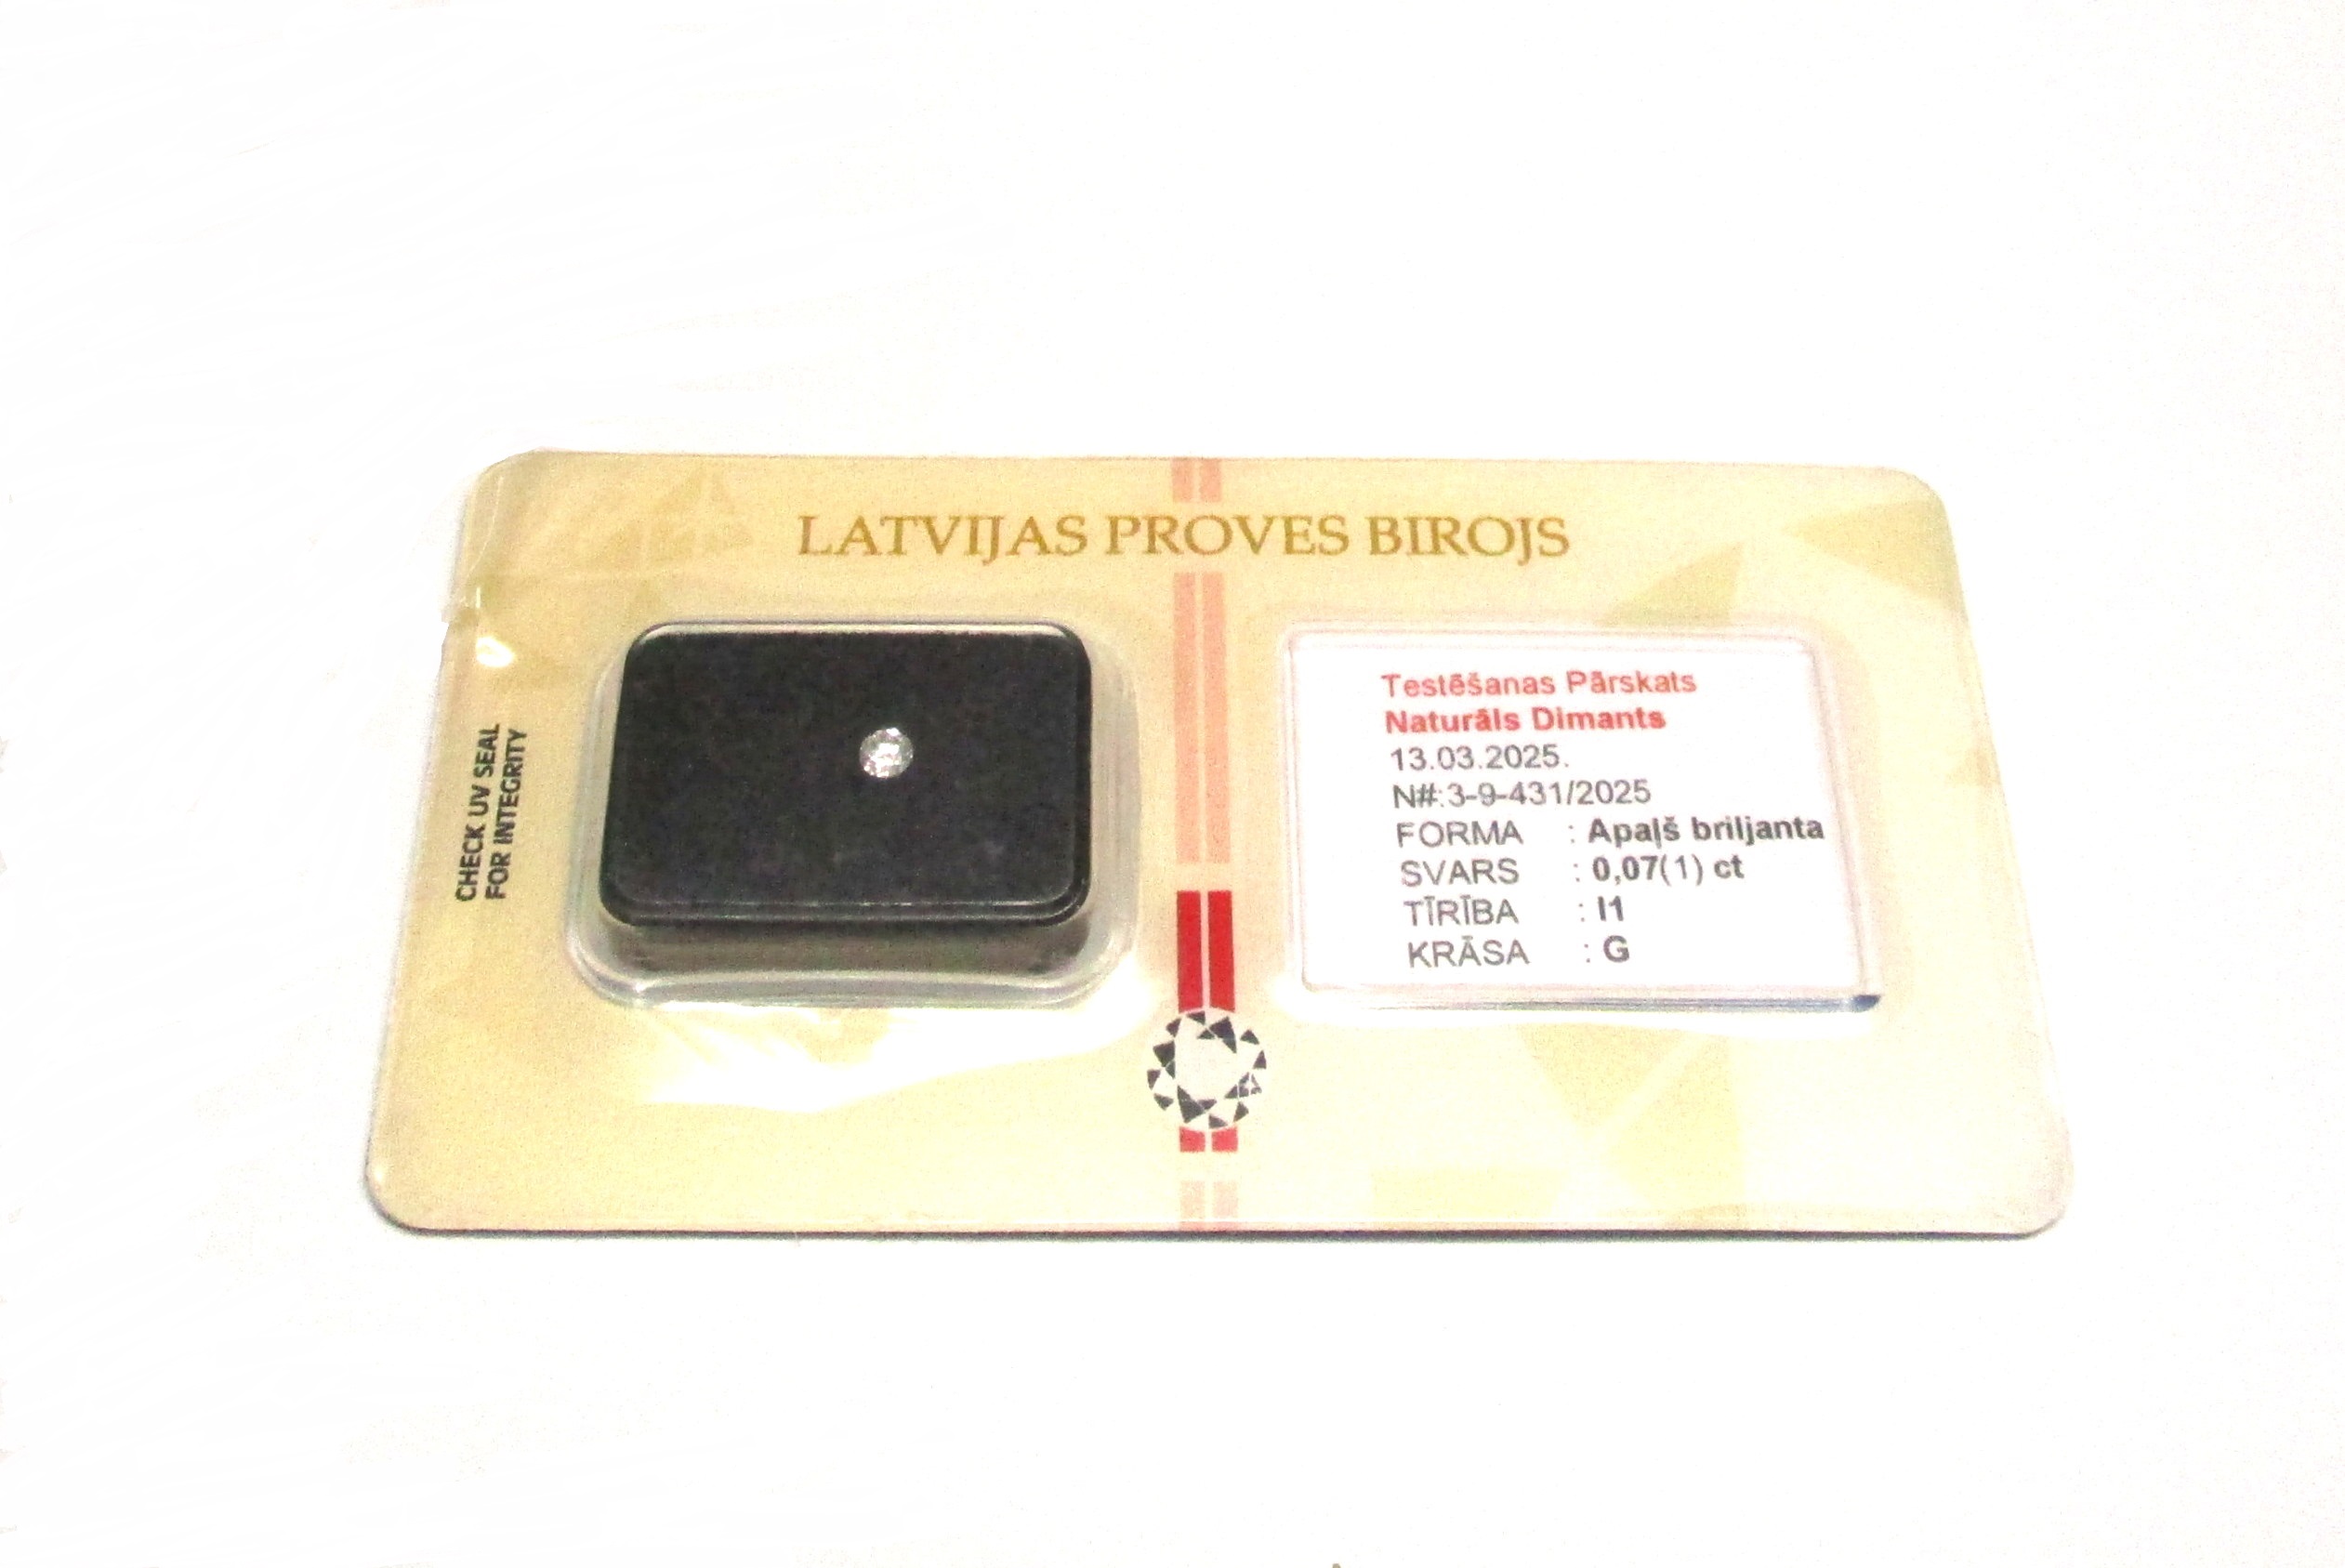 LATVIJAS PROVES BIROJS
CHECK UV SEAL
FOR INTEGRITY
Testēšanas Pārskats
Naturāls Dimants
13.03.2025.
N#:3-9-431/2025
FORMA : Apaļš briljanta
SVARS : 0,07(1) ct
TĪRĪBA : I1
KRĀSA : G